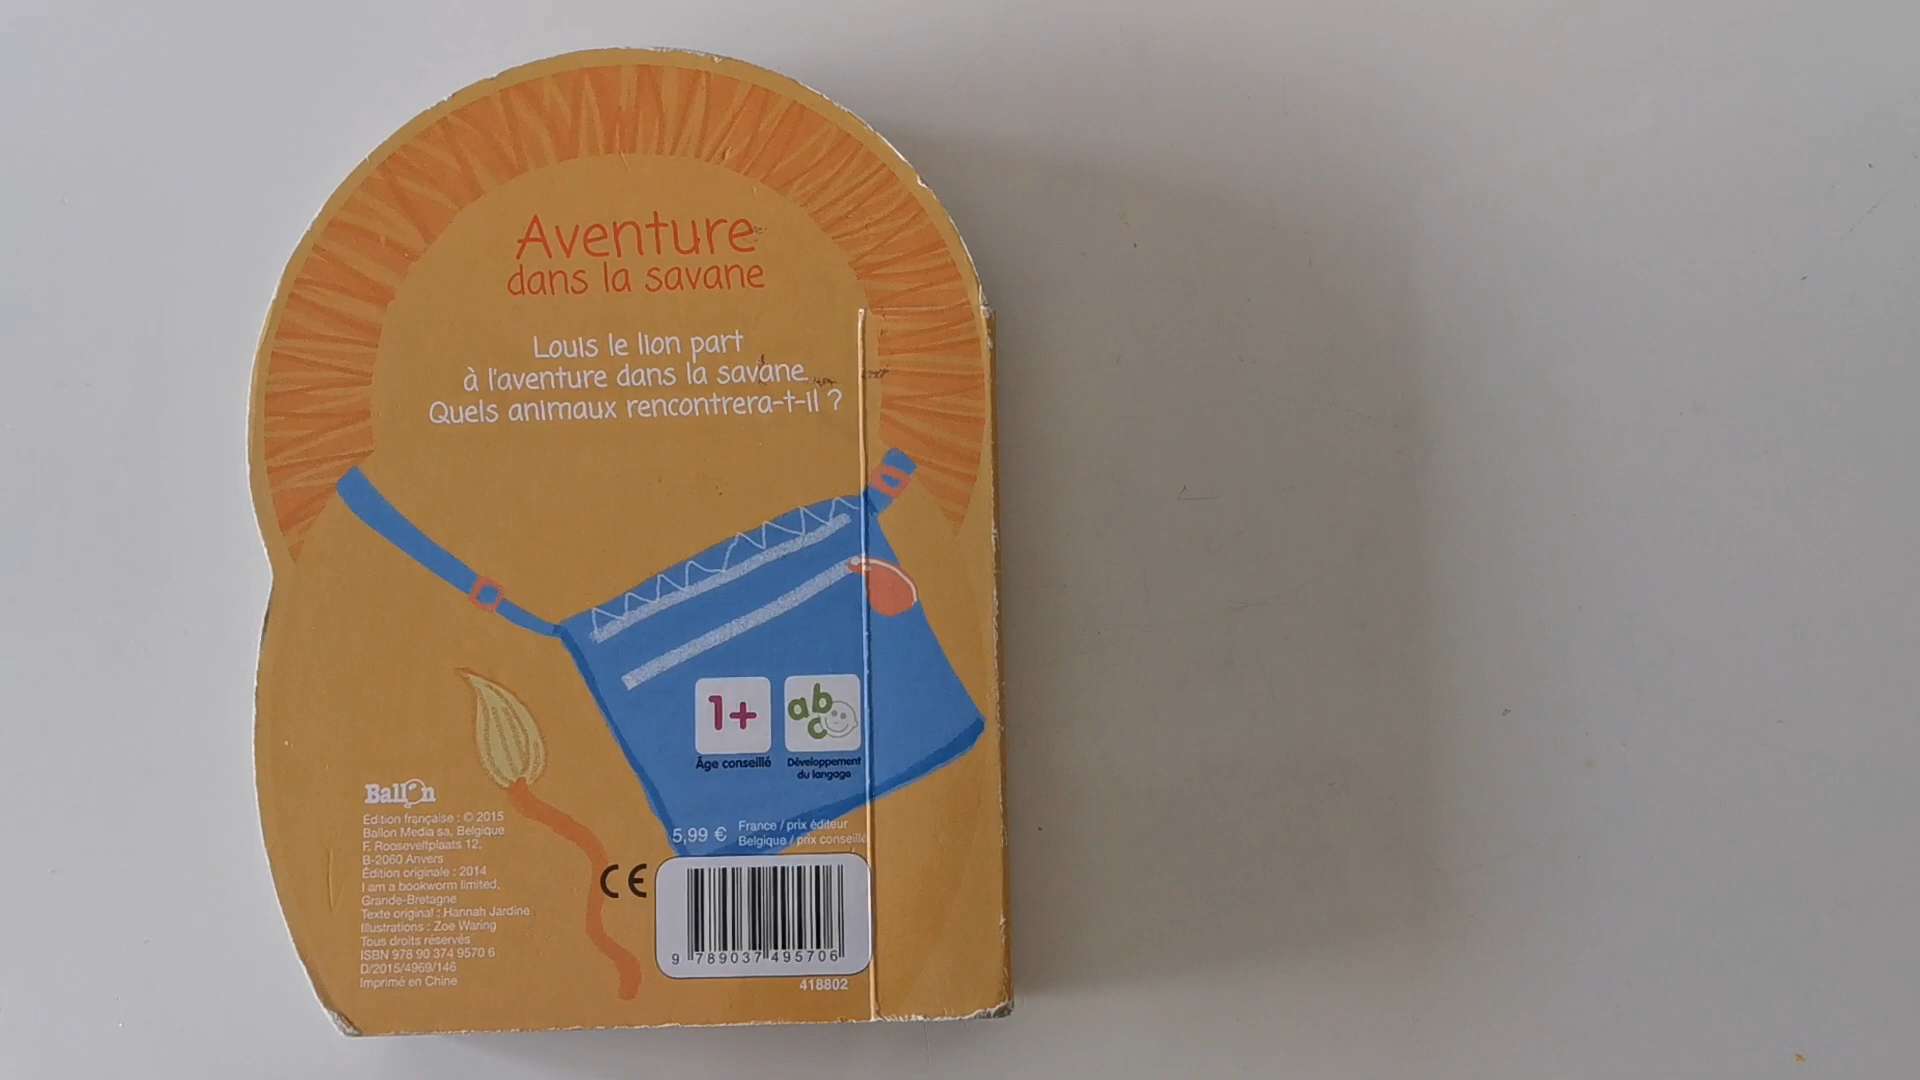 Aventure
dans la savane
Louis le lion part
à l'aventure dans la savane.
Quels animaux rencontrera-t-il ?
1+
abc
Âge conseillé
Développement
du langage
Ballon
Édition française : © 2015
Ballon Media sa, Belgique
F. Rooseveltplaats 12,
B-2060 Anvers
Édition originale : 2014
I am a bookworm limited,
Grande-Bretagne
Texte original : Hannah Jardine
Illustrations : Zoe Waring
Tous droits réservés
ISBN 978 90 374 9570 6
D/2015/4969/146
Imprimé en Chine
5,99 €
France / prix éditeur
Belgique / prix conseillé
CE
9 789037 495706
418802